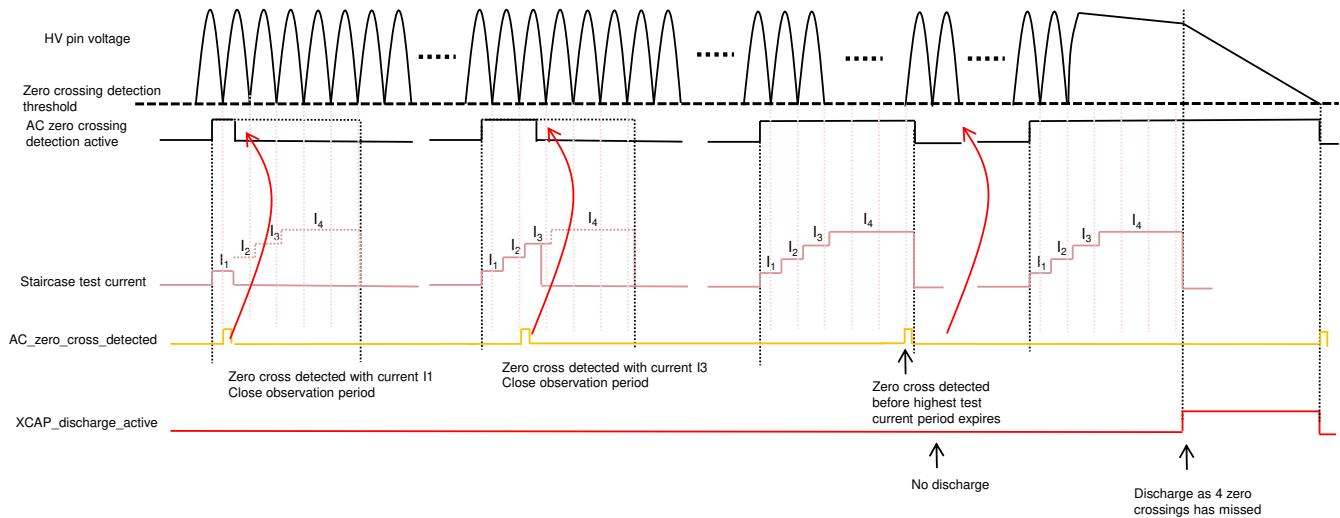 HV pin voltage
Zero crossing detection
threshold
AC zero crossing
detection active
I1
I2
I3
I4
I1
I2
I3
I4
I1
I2
I3
I4
I1
I2
I3
I4
Staircase test current
AC_zero_cross_detected
Zero cross detected with current I1
Close observation period
Zero cross detected with current I3
Close observation period
Zero cross detected
before highest test
current period expires
XCAP_discharge_active
No discharge
Discharge as 4 zero
crossings has missed